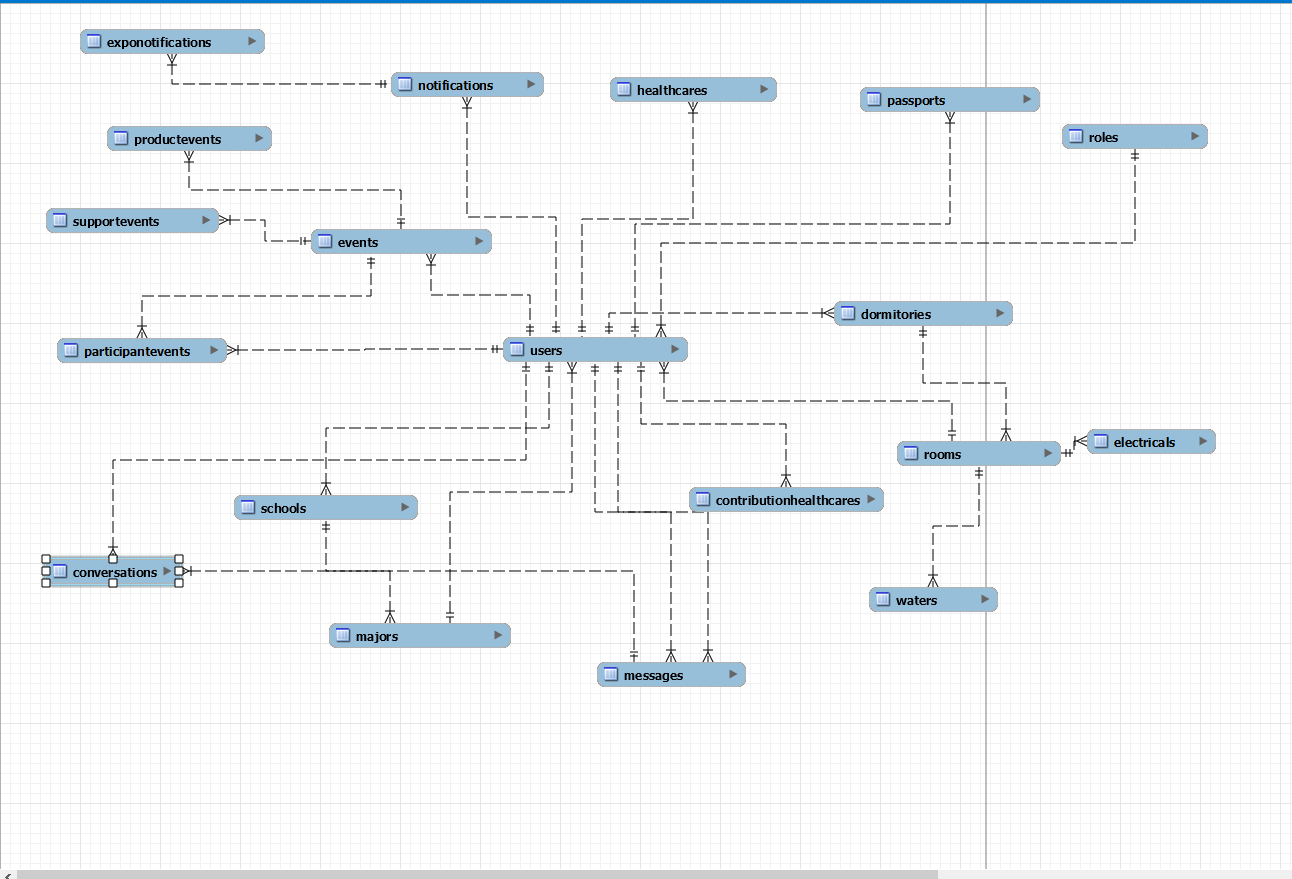 exponotifications
notifications
healthcares
passports
roles
productevents
supportevents
events
dormitories
participantevents
users
rooms
electricals
contributionhealthcares
schools
conversations
waters
majors
messages